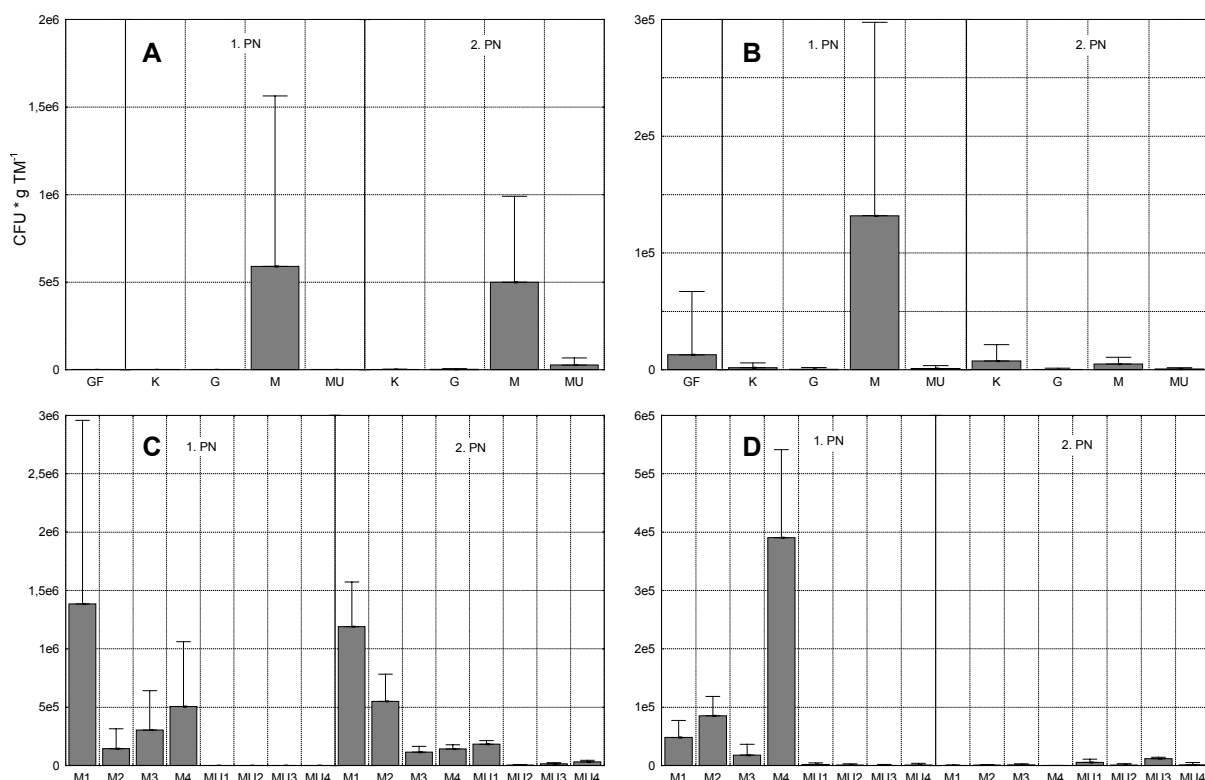 2e6
1,5e6
1e6
5e5
0
CFU * g TM-1
A
1. PN
2. PN
GF K G M MU K G M MU
3e5
2e5
1e5
0
B
1. PN
2. PN
GF K G M MU K G M MU
3e6
2,5e6
2e6
1,5e6
1e6
5e5
0
C
1. PN
2. PN
M1 M2 M3 M4 MU1 MU2 MU3 MU4 M1 M2 M3 M4 MU1 MU2 MU3 MU4
6e5
5e5
4e5
3e5
2e5
1e5
0
D
1. PN
2. PN
M1 M2 M3 M4 MU1 MU2 MU3 MU4 M1 M2 M3 M4 MU1 MU2 MU3 MU4